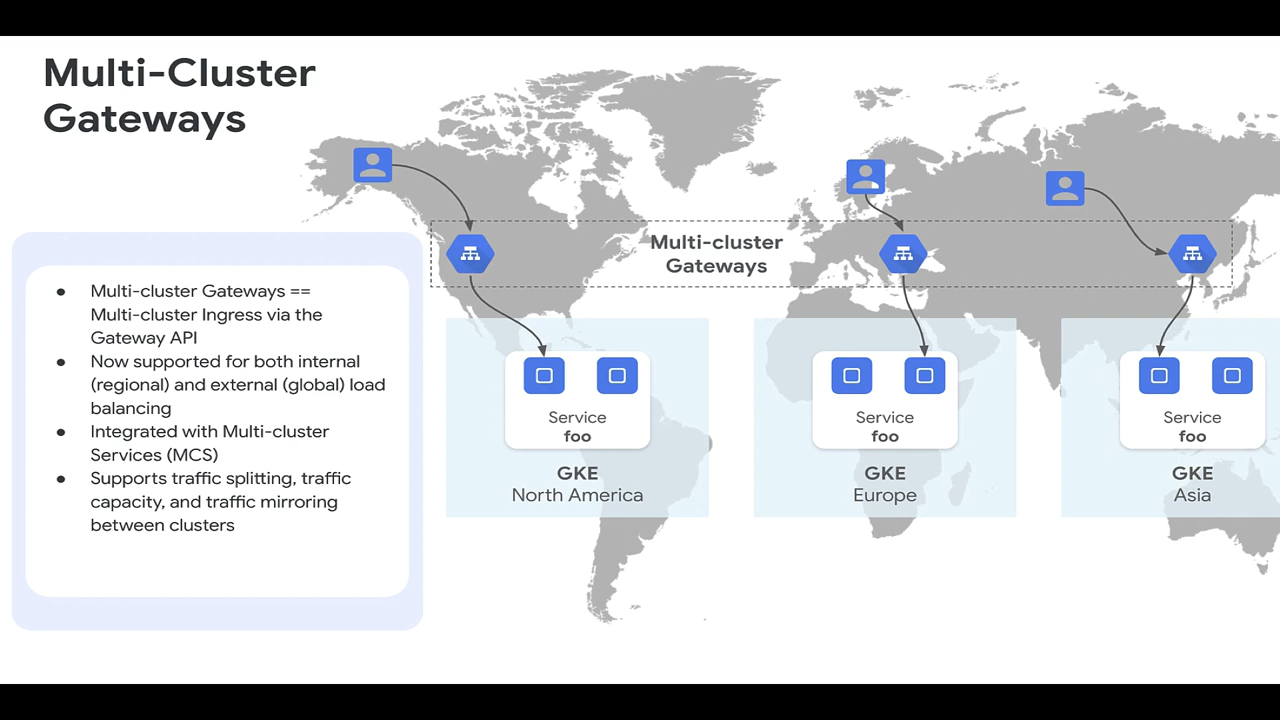 Multi-Cluster
Gateways
Multi-cluster
Gateways
● Multi-cluster Gateways ==
Multi-cluster Ingress via the
Gateway API
● Now supported for both internal
(regional) and external (global) load
balancing
● Integrated with Multi-cluster
Services (MCS)
● Supports traffic splitting, traffic
capacity, and traffic mirroring
between clusters
Service
foo
GKE
North America
Service
foo
GKE
Europe
Service
foo
GKE
Asia